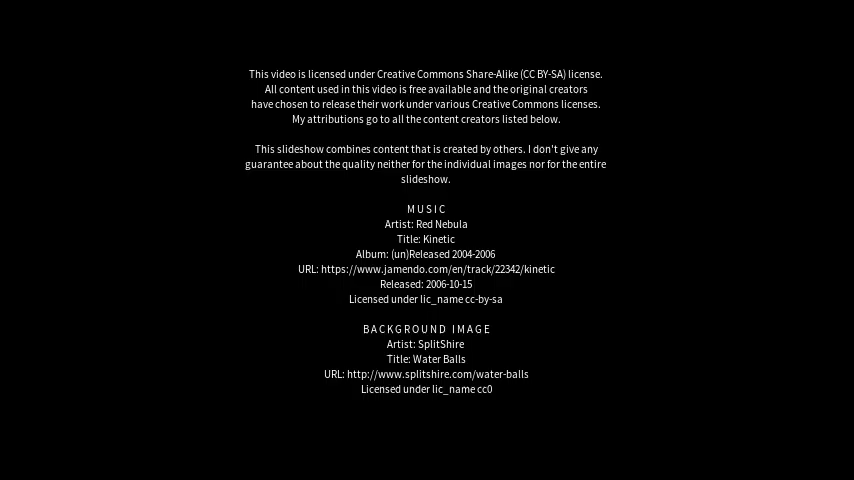 This video is licensed under Creative Commons Share-Alike (CC BY-SA) license.
All content used in this video is free available and the original creators
have chosen to release their work under various Creative Commons licenses.
My attributions go to all the content creators listed below.
This slideshow combines content that is created by others. I don't give any
guarantee about the quality neither for the individual images nor for the entire
slideshow.
MUSIC
Artist: Red Nebula
Title: Kinetic
Album: (un)Released 2004-2006
URL: https://www.jamendo.com/en/track/22342/kinetic
Released: 2006-10-15
Licensed under lic_name cc-by-sa
BACKGROUND IMAGE
Artist: SplitShire
Title: Water Balls
URL: http://www.splitshire.com/water-balls
Licensed under lic_name cc0